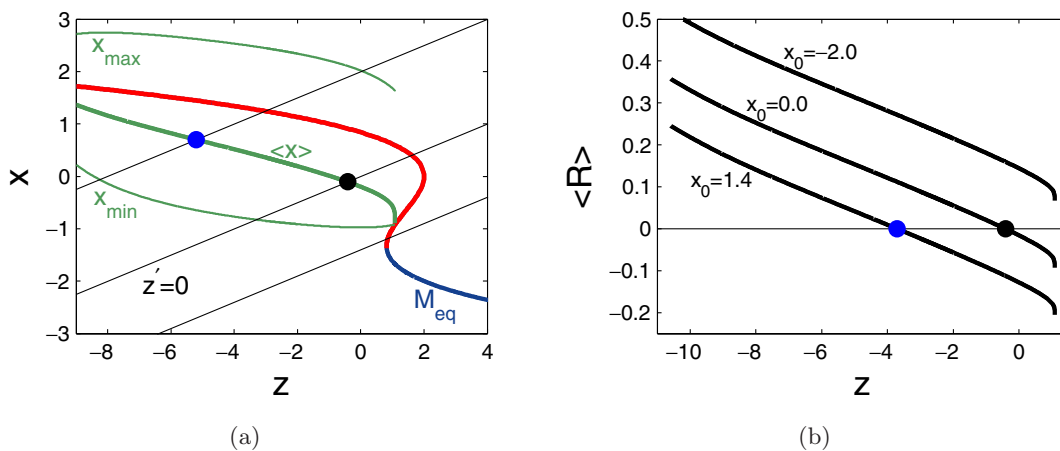 3
2
1
0
−1
−2
−3
x
x_max
<x>
x_min
z'=0
M_eq
−8
−6
−4
−2
0
2
4
z
(a)
0.5
0.4
0.3
0.2
0.1
0
−0.1
−0.2
<R>
x_0=−2.0
x_0=0.0
x_0=1.4
−10
−8
−6
−4
−2
0
z
(b)